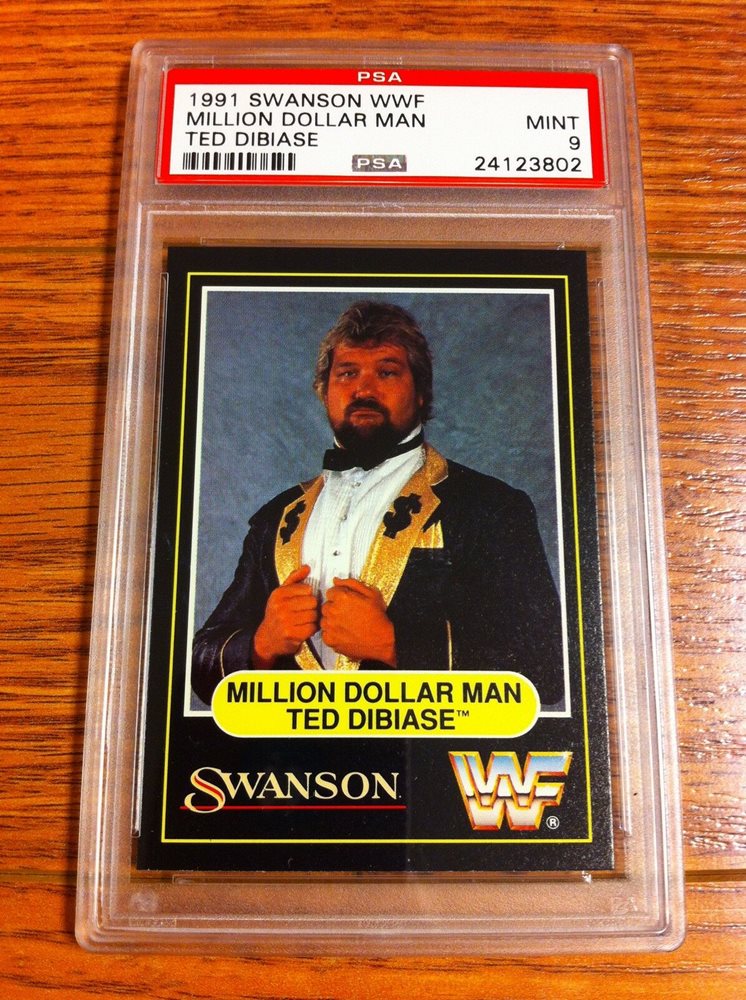 PSA
1991 SWANSON WWF
MILLION DOLLAR MAN
TED DIBIASE
MINT
9
PSA
24123802
$ $
MILLION DOLLAR MAN
TED DIBIASE™
SWANSON
WWF®